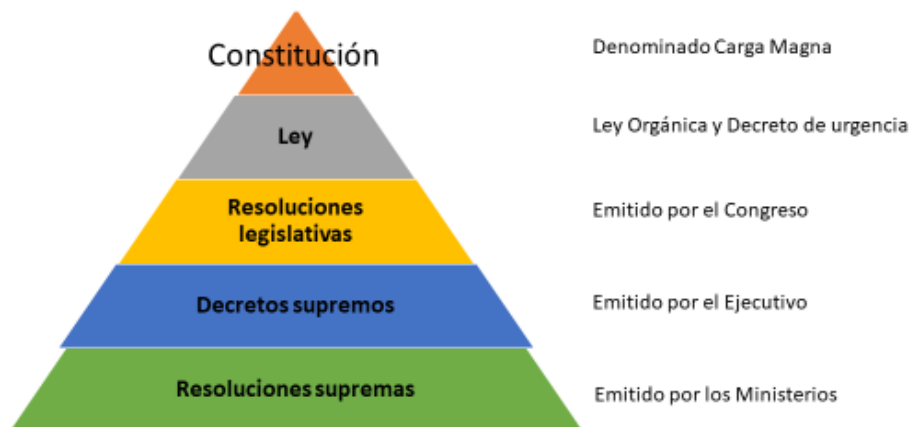 Constitución
Denominado Carga Magna
Ley
Ley Orgánica y Decreto de urgencia
Resoluciones
legislativas
Emitido por el Congreso
Decretos supremos
Emitido por el Ejecutivo
Resoluciones supremas
Emitido por los Ministerios